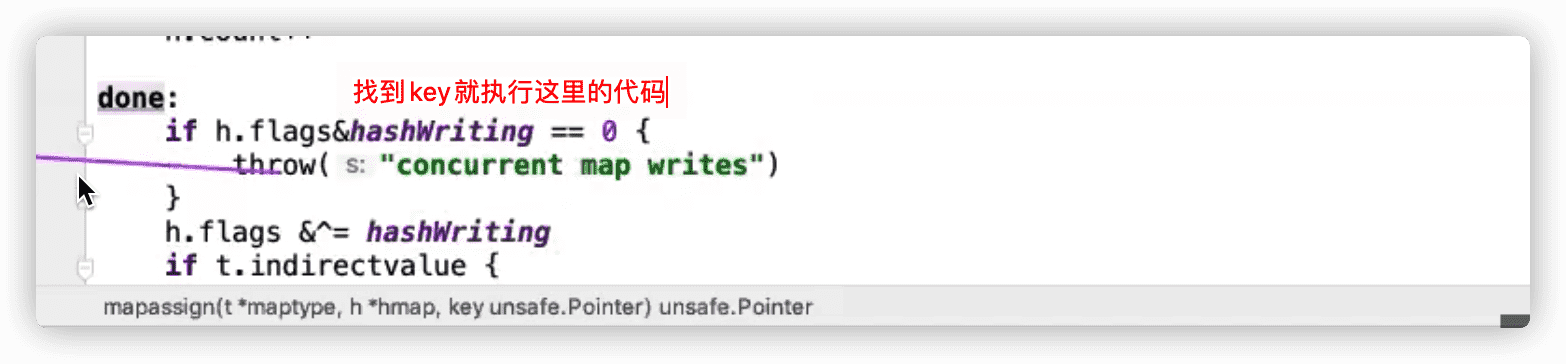 h.count++
找到key就执行这里的代码
done:
if h.flags&hashWriting == 0 {
throw( s: "concurrent map writes")
}
h.flags &^= hashWriting
if t.indirectvalue {
mapassign(t *maptype, h *hmap, key unsafe.Pointer) unsafe.Pointer